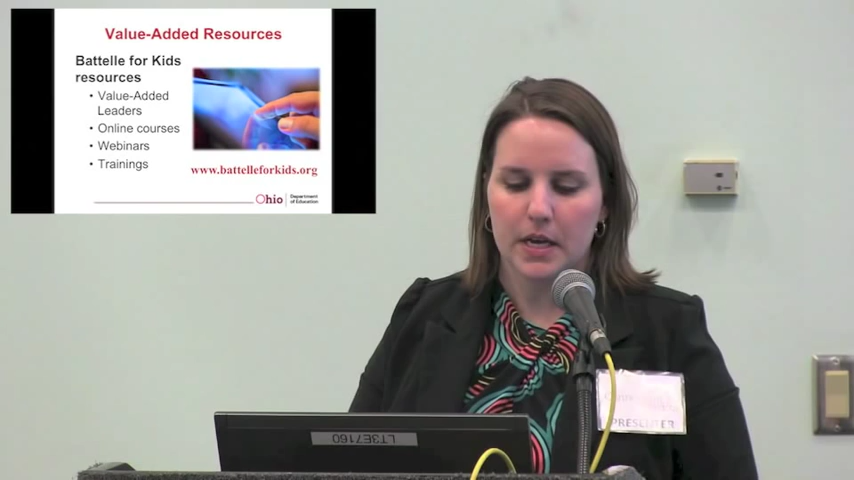 Value-Added Resources
Battelle for Kids
resources
• Value-Added
Leaders
• Online courses
• Webinars
• Trainings
www.battelleforkids.org
Ohio
Department
of Education
LT3E7160
PRESENTER